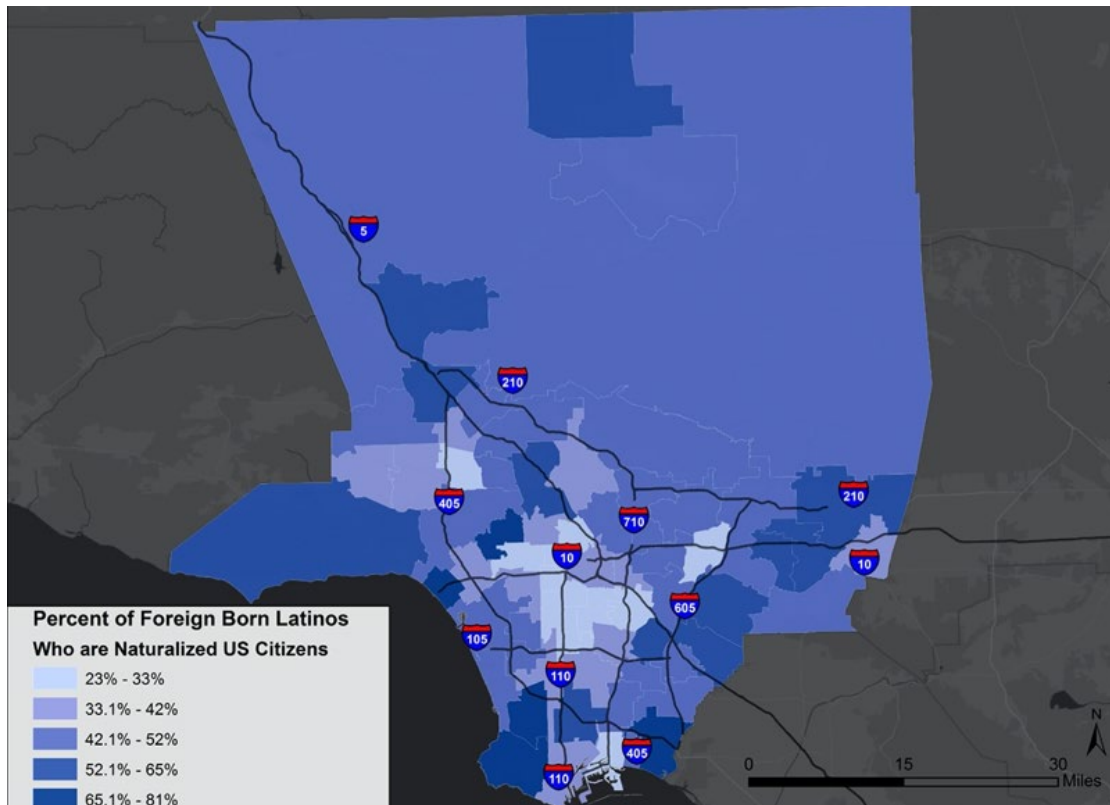 5
210
405
210
710
10
10
605
105
110
405
110
Percent of Foreign Born Latinos
Who are Naturalized US Citizens
23% - 33%
33.1% - 42%
42.1% - 52%
52.1% - 65%
65.1% - 81%
N
0 15 30
Miles